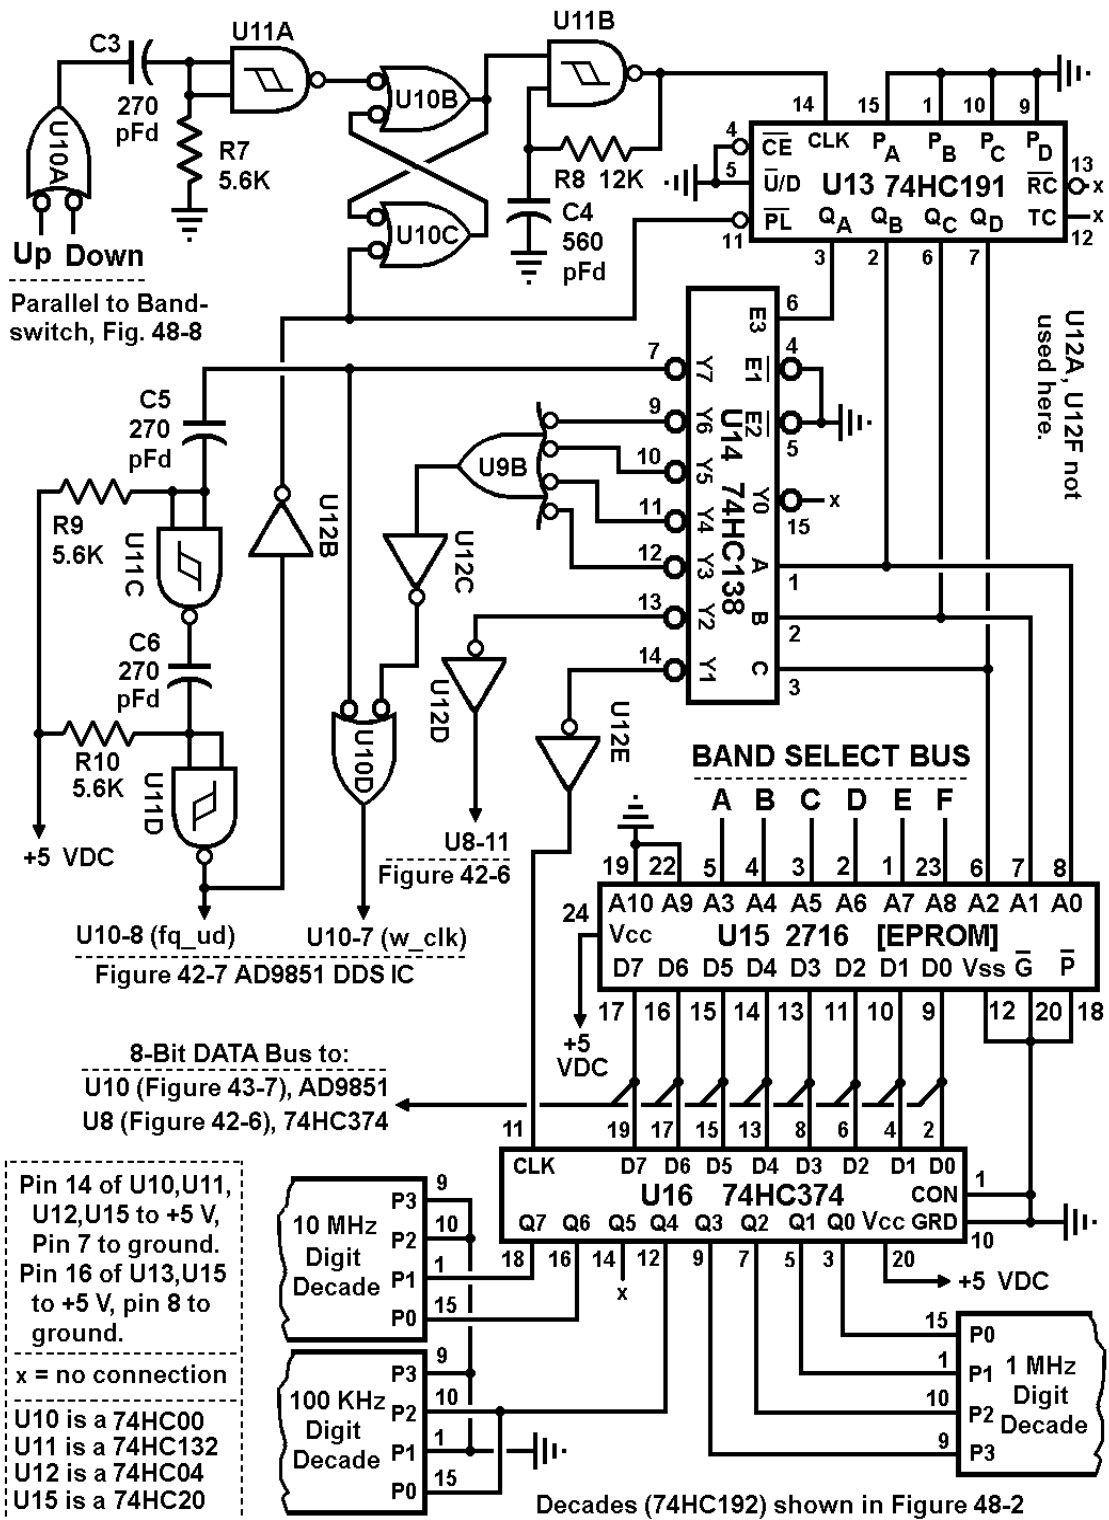 C3
270
pFd
U11A
U10A
R7
5.6K
Up Down
Parallel to Band-
switch, Fig. 48-8
U10B
U10C
U11B
R8 12K
C4
560
pFd
14 15 1 10 9
4
5
11
CE CLK PA PB PC PD
U/D U13 74HC191 RC
PL QA QB QC QD TC
13
x
x
12
3 2 6 7
U12A, U12F not
used here.
7
9
10
11
12
13
14
Y7
Y6
Y5
Y4
Y3
Y2
Y1
U14 74HC138
E3
E1
E2
Y0
A
B
C
6
4
5
15
x
1
2
3
C5
270
pFd
R9
5.6K
U11C
C6
270
pFd
R10
5.6K
U11D
+5 VDC
U12B
U9B
U12C
U12D
U10D
U12E
U8-11
Figure 42-6
U10-8 (fq_ud)
U10-7 (w_clk)
Figure 42-7 AD9851 DDS IC
BAND SELECT BUS
A B C D E F
19 22 5 4 3 2 1 23 6 7 8
24
A10 A9 A3 A4 A5 A6 A7 A8 A2 A1 A0
Vcc U15 2716 [EPROM]
D7 D6 D5 D4 D3 D2 D1 D0 Vss G P
17 16 15 14 13 11 10 9 12 20 18
+5
VDC
8-Bit DATA Bus to:
U10 (Figure 43-7), AD9851
U8 (Figure 42-6), 74HC374
11 19 17 15 13 8 6 4 2
CLK D7 D6 D5 D4 D3 D2 D1 D0
U16 74HC374 CON
Q7 Q6 Q5 Q4 Q3 Q2 Q1 Q0 Vcc GRD
1
10
18 16 14 12 9 7 5 3 20
x
+5 VDC
Pin 14 of U10,U11,
U12,U15 to +5 V,
Pin 7 to ground.
Pin 16 of U13,U15
to +5 V, pin 8 to
ground.
x = no connection
U10 is a 74HC00
U11 is a 74HC132
U12 is a 74HC04
U15 is a 74HC20
10 MHz
Digit
Decade
P3
P2
P1
P0
9
10
1
15
100 KHz
Digit
Decade
P3
P2
P1
P0
9
10
1
15
15
1
10
9
P0
P1
P2
P3
1 MHz
Digit
Decade
Decades (74HC192) shown in Figure 48-2